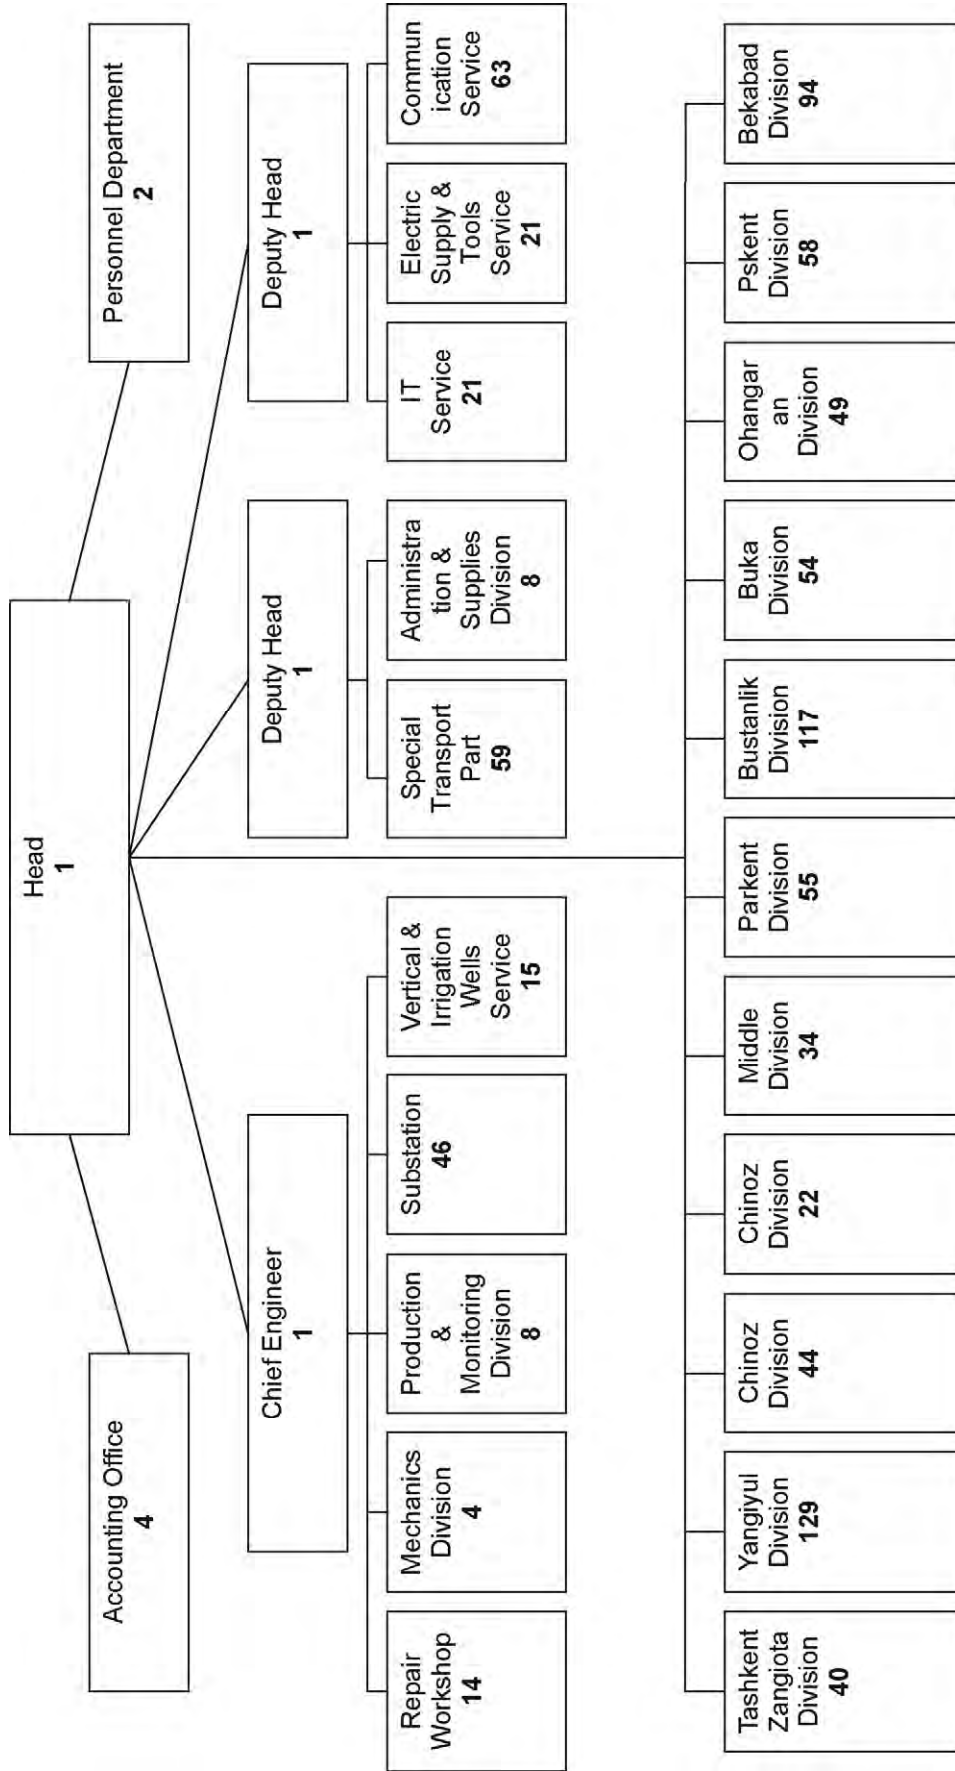 Head
1
Accounting Office
4
Personnel Department
2
Chief Engineer
1
Deputy Head
1
Deputy Head
1
Repair
Workshop
14
Mechanics
Division
4
Production
&
Monitoring
Division
8
Substation
46
Vertical &
Irrigation
Wells
Service
15
Special
Transport
Part
59
Administra
tion &
Supplies
Division
8
IT
Service
21
Electric
Supply &
Tools
Service
21
Commun
ication
Service
63
Tashkent
Zangiota
Division
40
Yangiyul
Division
129
Chinoz
Division
44
Chinoz
Division
22
Middle
Division
34
Parkent
Division
55
Bustanlik
Division
117
Buka
Division
54
Ohangar
an
Division
49
Pskent
Division
58
Bekabad
Division
94